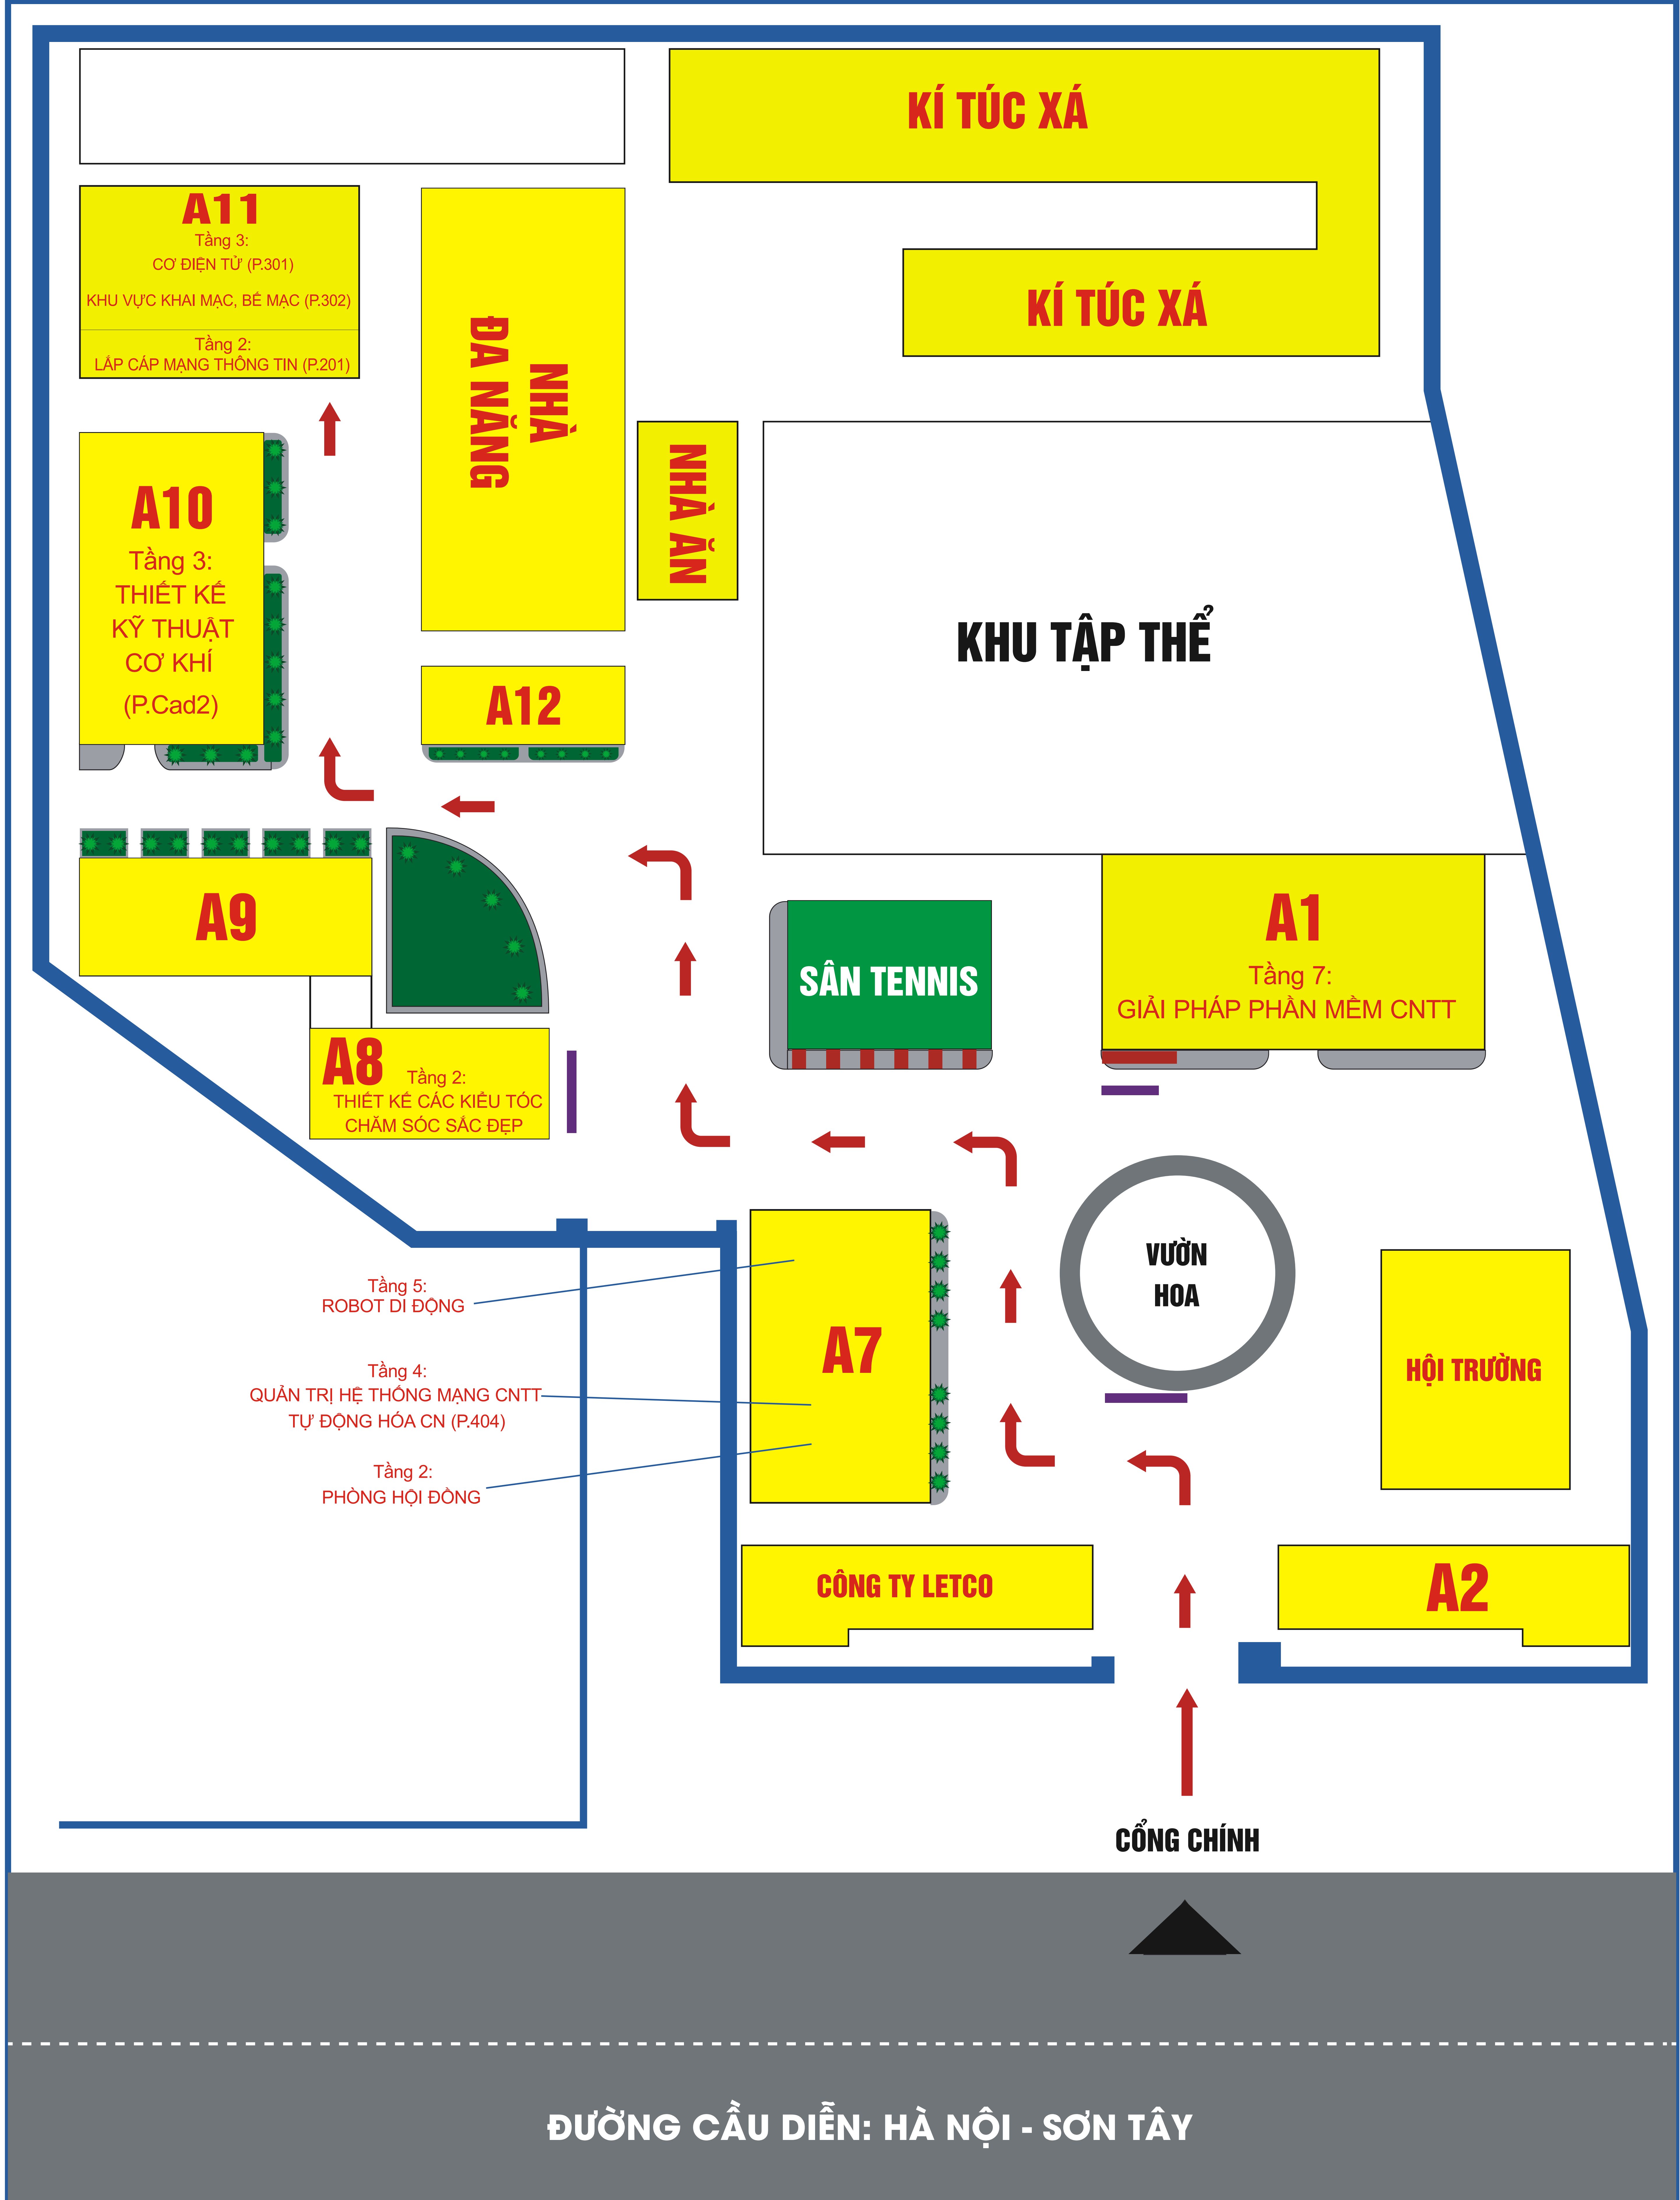 KÍ TÚC XÁ
A11
Tầng 3:
CƠ ĐIỆN TỬ (P.301)
KHU VỰC KHAI MẠC, BẾ MẠC (P.302)
Tầng 2:
LẮP CÁP MẠNG THÔNG TIN (P.201)
KÍ TÚC XÁ
NHÀ
ĐA NĂNG
NHÀ ĂN
A10
Tầng 3:
THIẾT KẾ
KỸ THUẬT
CƠ KHÍ
(P.Cad2)
KHU TẬP THỂ
A12
A9
SÂN TENNIS
A1
Tầng 7:
GIẢI PHÁP PHẦN MỀM CNTT
A8
Tầng 2:
THIẾT KẾ CÁC KIỂU TÓC
CHĂM SÓC SẮC ĐẸP
VƯỜN
HOA
Tầng 5:
ROBOT DI ĐỘNG
A7
HỘI TRƯỜNG
Tầng 4:
QUẢN TRỊ HỆ THỐNG MẠNG CNTT
TỰ ĐỘNG HÓA CN (P.404)
Tầng 2:
PHÒNG HỘI ĐỒNG
CÔNG TY LETCO
A2
CỔNG CHÍNH
ĐƯỜNG CẦU DIỄN: HÀ NỘI - SƠN TÂY